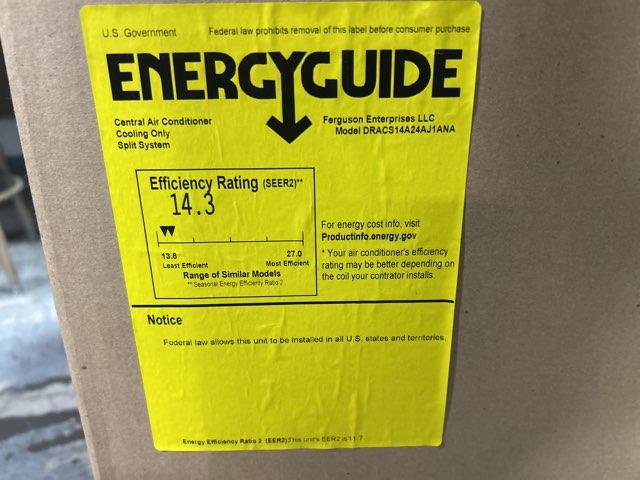 U.S. Government Federal law prohibits removal of this label before consumer purchase
ENERGYGUIDE
Central Air Conditioner
Cooling Only
Split System
Ferguson Enterprises LLC
Model DRACS14A24AJ1ANA
Efficiency Rating (SEER2)**
14.3
13.8 27.0
Least Efficient Most Efficient
Range of Similar Models
** Seasonal Energy Efficienty Ratio 2
For energy cost info, visit
Productinfo.energy.gov
* Your air conditioner's efficiency
rating may be better depending on
the coil your contrator installs.
Notice
Federal law allows this unit to be installed in all U.S. states and territories.
Energy Efficiency Ratio 2 (EER2):This unit's EER2 is 11.7